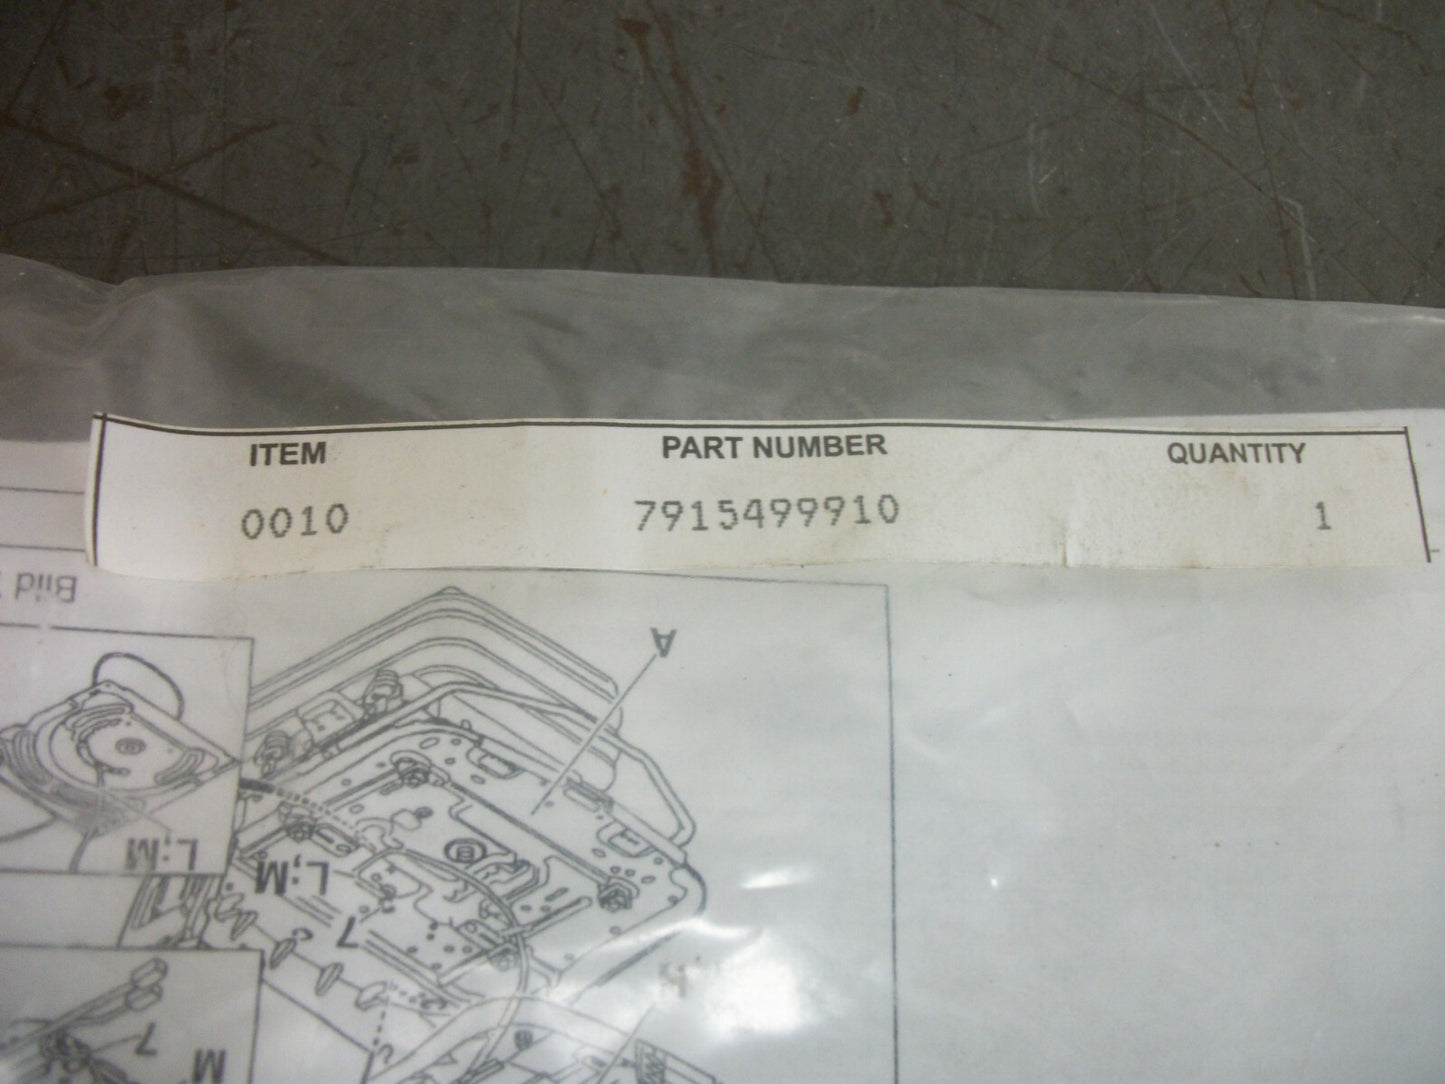 ITEM PART NUMBER QUANTITY
0010 7915499910 1
Bild
A
L:M
B
L;M
7
7
M